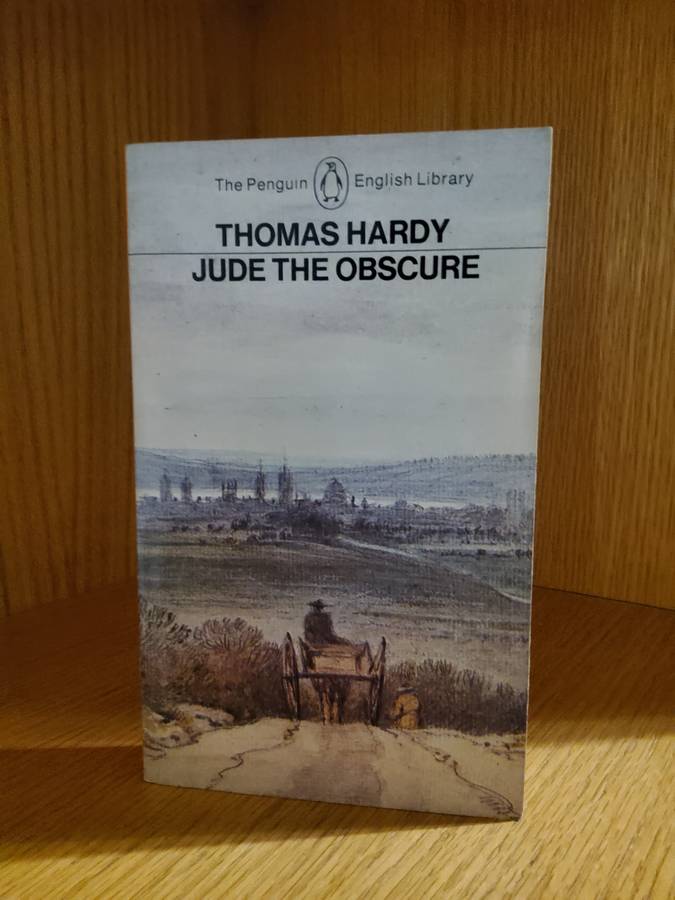 The Penguin English Library
THOMAS HARDY
JUDE THE OBSCURE